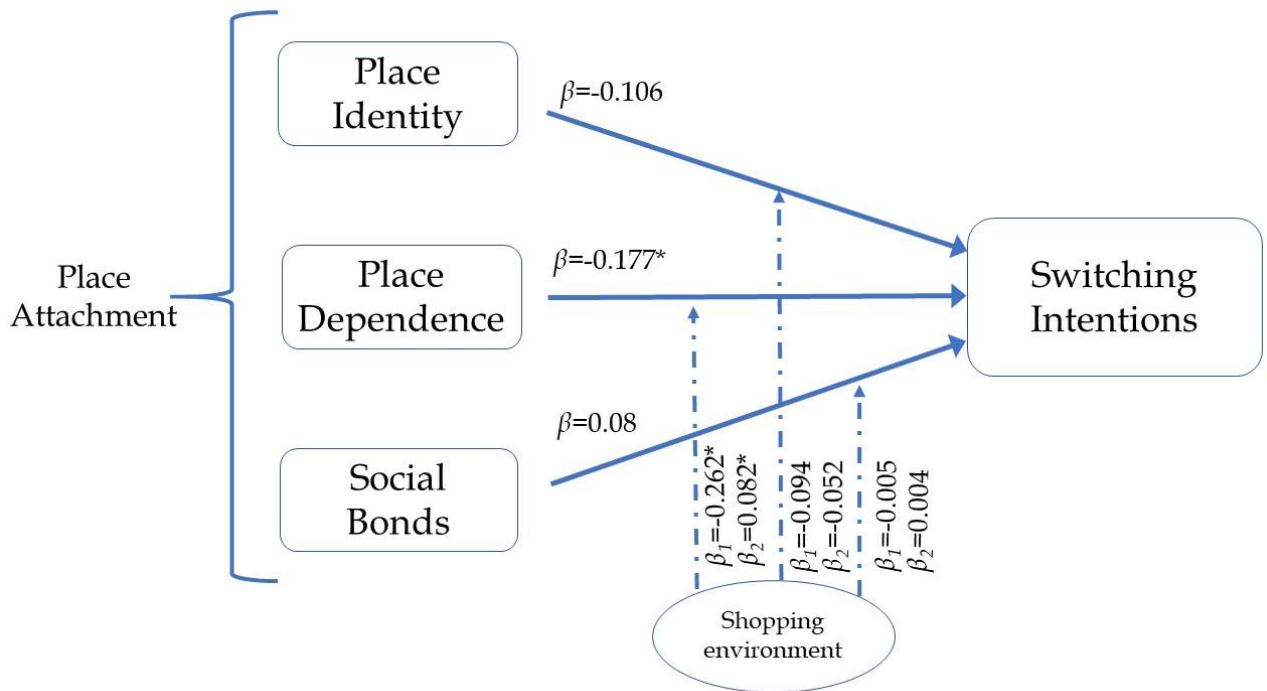 Place
Attachment
Place
Identity
Place
Dependence
Social
Bonds
β=-0.106
β=-0.177*
β=0.08
β₁=-0.262*
β₂=0.082*
β₁=-0.094
β₂=-0.052
β₁=-0.005
β₂=0.004
Switching
Intentions
Shopping
environment